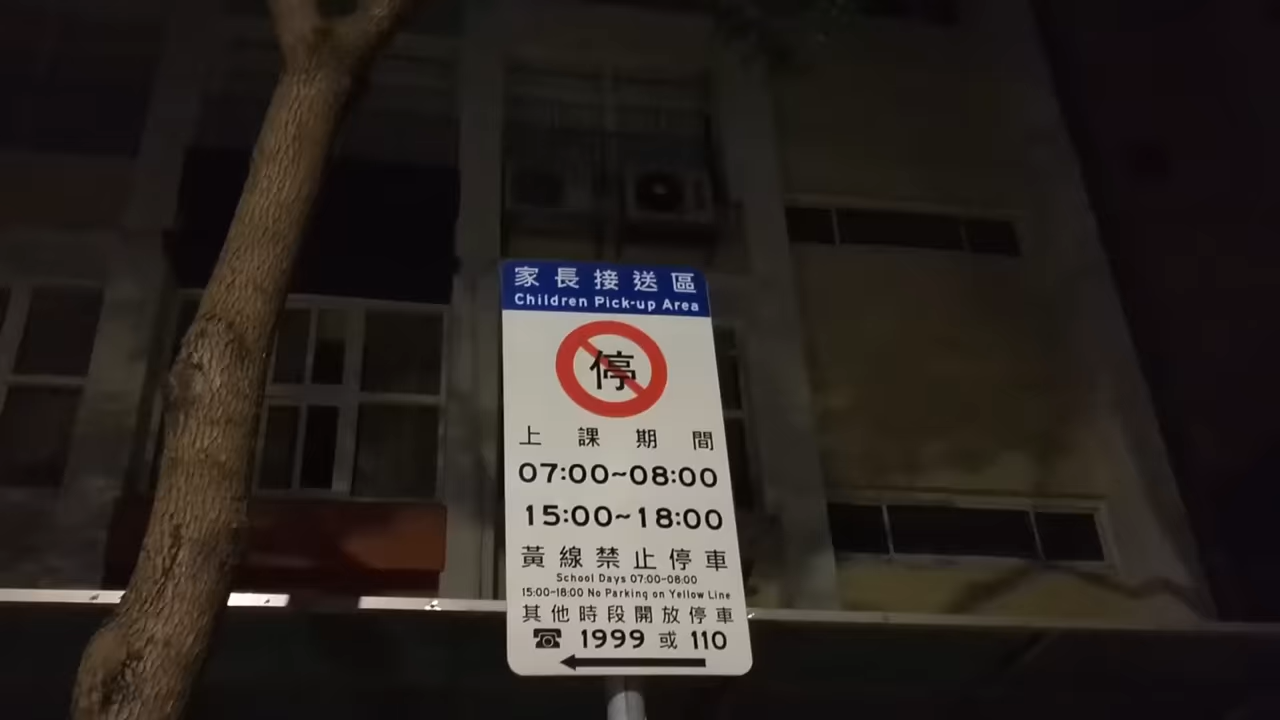 家長接送區
Children Pick-up Area
停
上課期間
07:00~08:00
15:00~18:00
黃線禁止停車
School Days 07:00-08:00
15:00-18:00 No Parking on Yellow Line
其他時段開放停車
☎ 1999 或 110